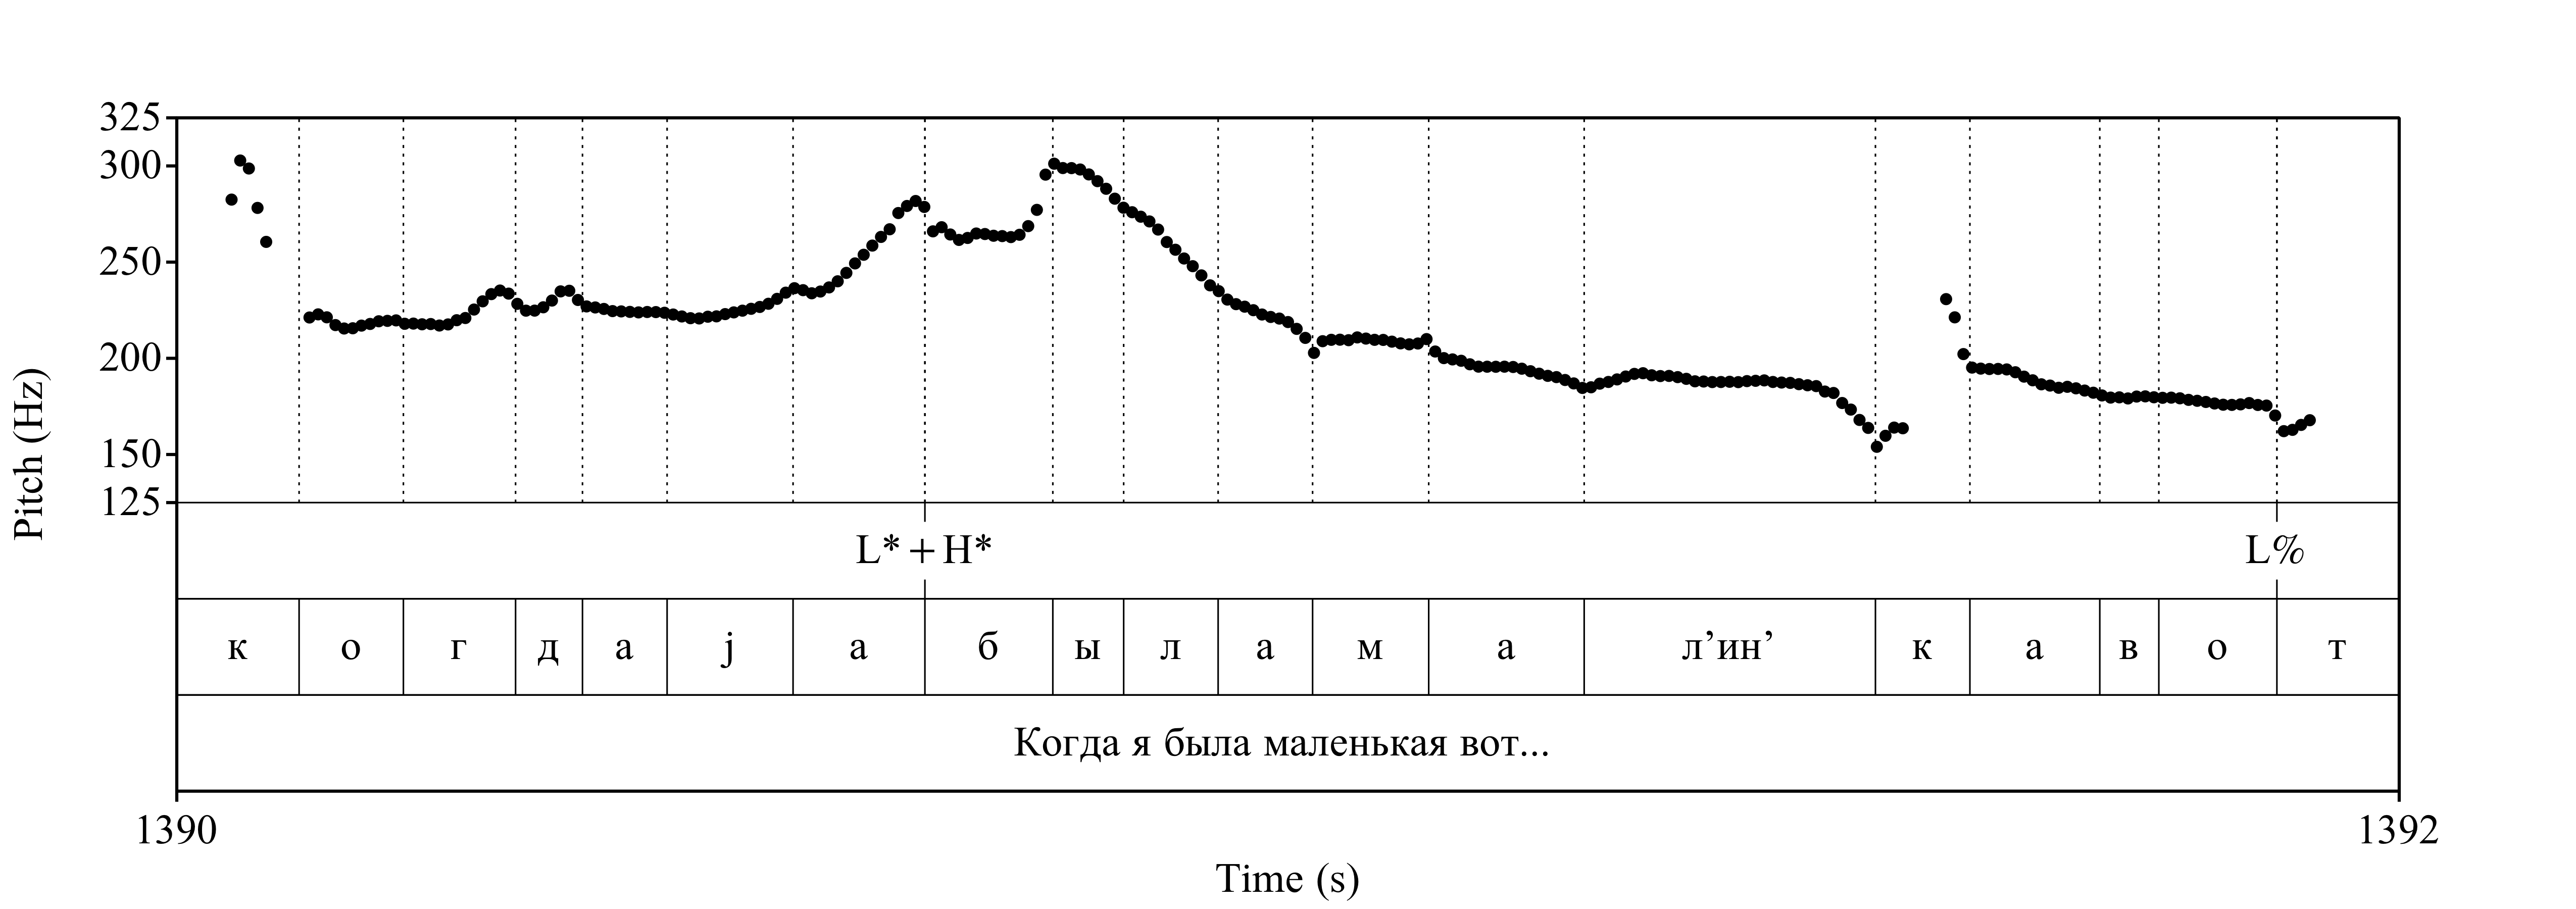 325
300
250
200
150
125
Pitch (Hz)
L* + H* L%
к о г д а ј а б ы л а м а л’ин’ к а в о т
Когда я была маленькая вот...
1390 1392
Time (s)